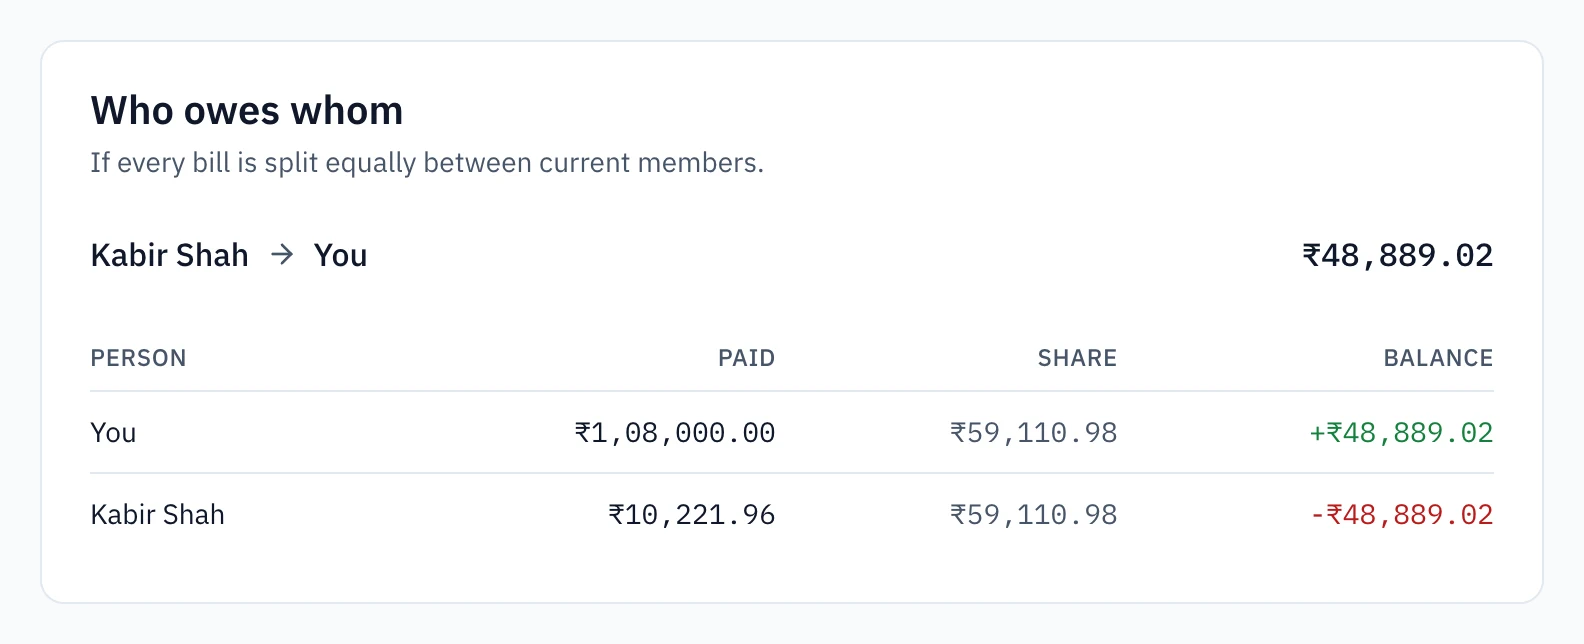 Who owes whom
If every bill is split equally between current members.
Kabir Shah → You ₹48,889.02
PERSON PAID SHARE BALANCE
You ₹1,08,000.00 ₹59,110.98 +₹48,889.02
Kabir Shah ₹10,221.96 ₹59,110.98 -₹48,889.02